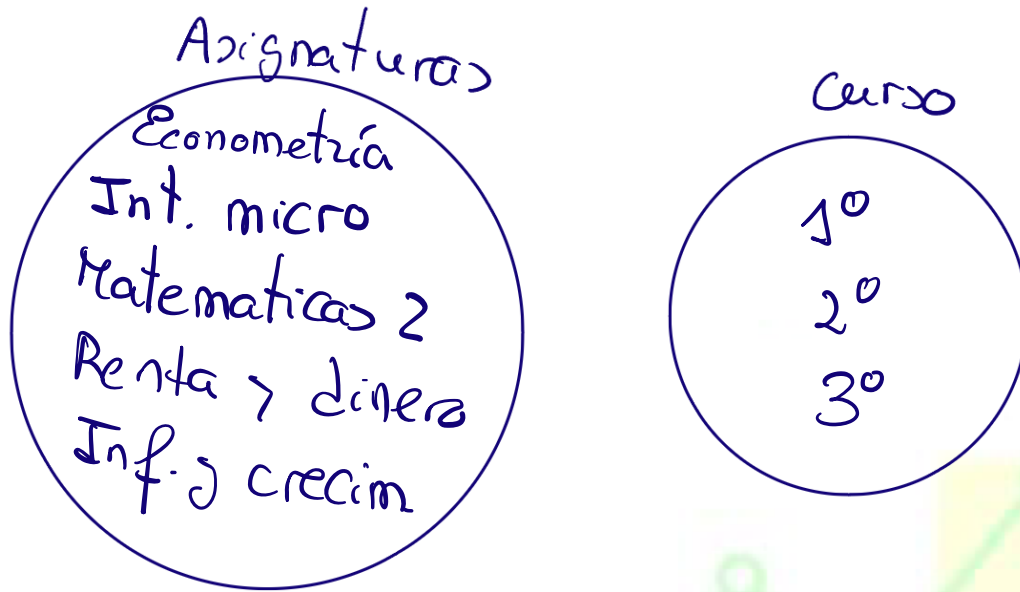 Asignaturas
Econometría
Int. micro
Matematicas 2
Renta y dinero
Inf. y crecim
Curso
1º
2º
3º